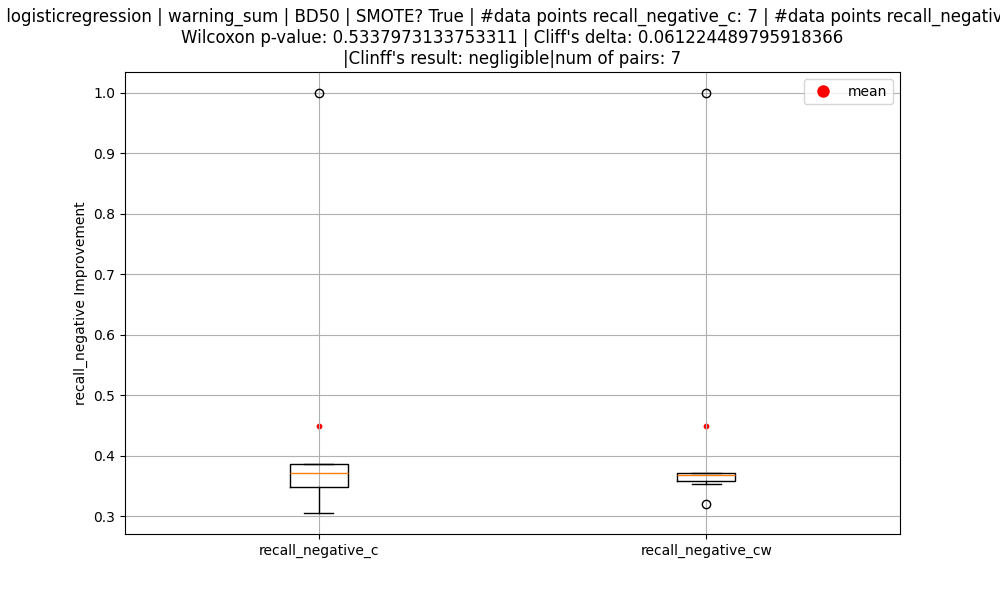 logisticregression | warning_sum | BD50 | SMOTE? True | #data points recall_negative_c: 7 | #data points recall_negativ
Wilcoxon p-value: 0.5337973133753311 | Cliff's delta: 0.061224489795918366
|Clinff's result: negligible|num of pairs: 7
mean
1.0
0.9
0.8
0.7
0.6
0.5
0.4
0.3
recall_negative Improvement
recall_negative_c
recall_negative_cw